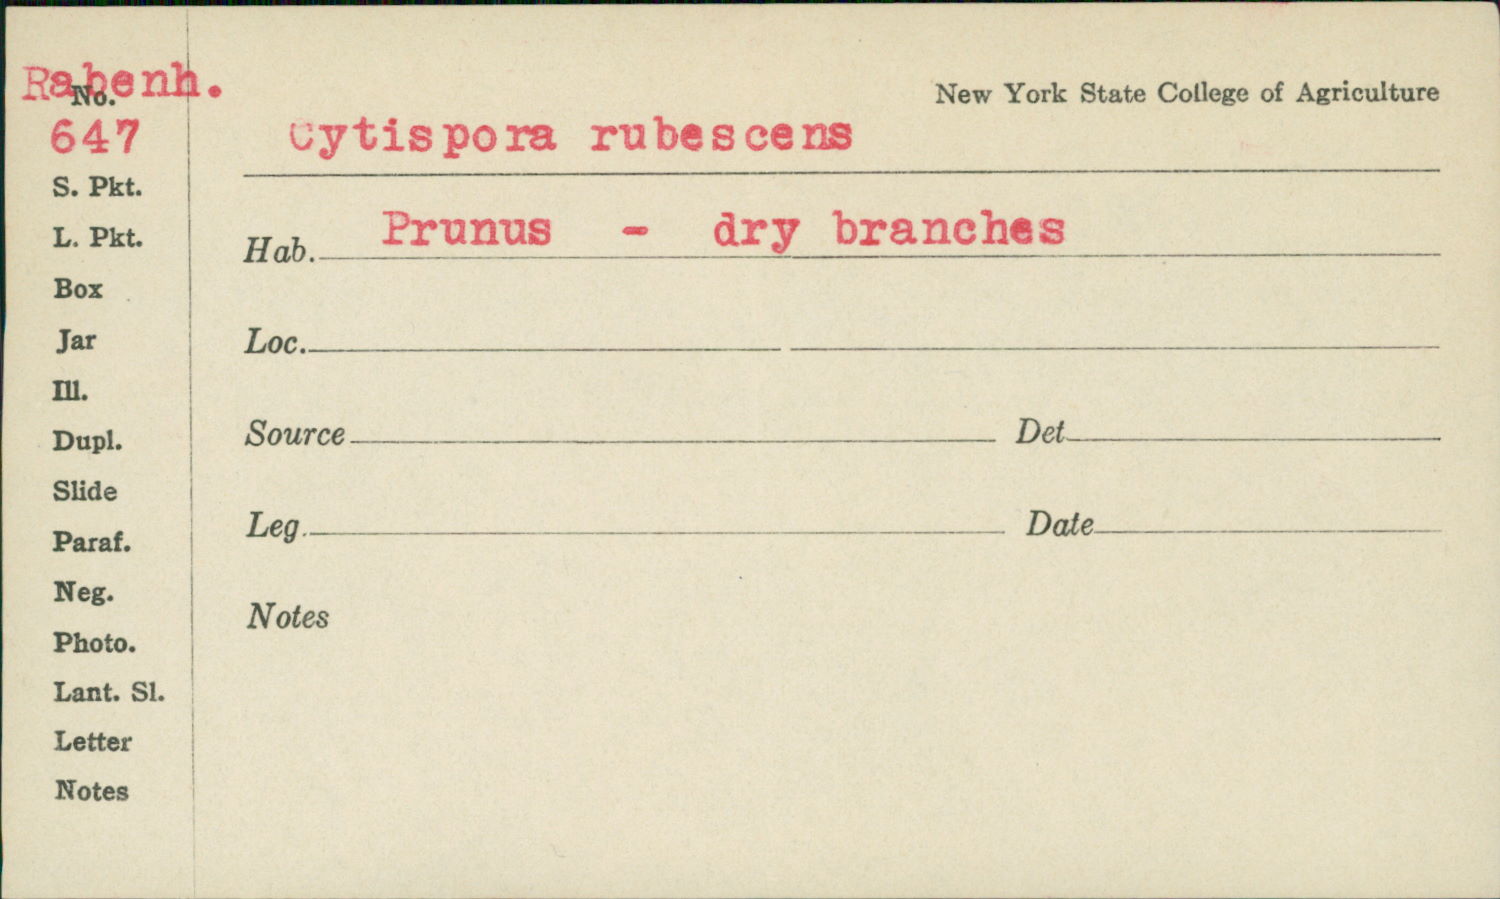 Rabenh.
No.
New York State College of Agriculture
647
Cytispora rubescens
S. Pkt.
L. Pkt.
Hab. Prunus - dry branches
Box
Jar
Loc.
Ill.
Dupl.
Source Det.
Slide
Paraf.
Leg. Date
Neg.
Notes
Photo.
Lant. Sl.
Letter
Notes